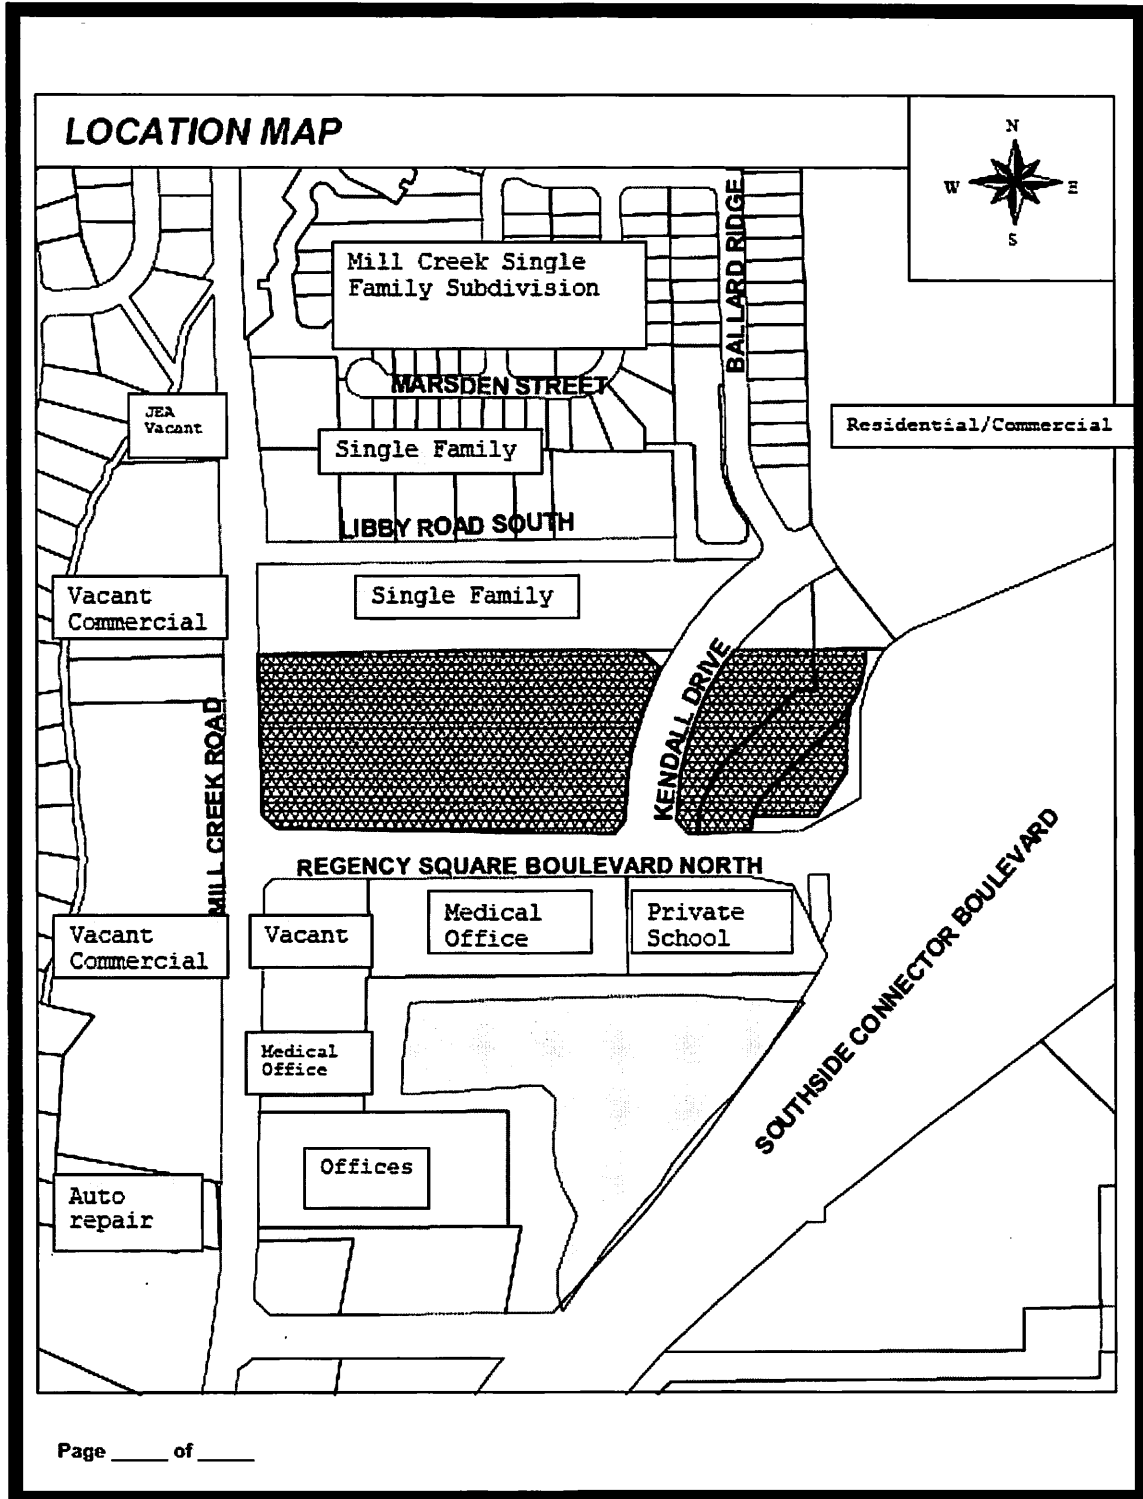 LOCATION MAP
N
W
E
S
BALLARD RIDGE
Mill Creek Single
Family Subdivision
MARSDEN STREET
JEA
Vacant
Residential/Commercial
Single Family
LIBBY ROAD SOUTH
Vacant
Commercial
Single Family
KENDALL DRIVE
MILL CREEK ROAD
REGENCY SQUARE BOULEVARD NORTH
SOUTHSIDE CONNECTOR BOULEVARD
Vacant
Commercial
Vacant
Medical
Office
Private
School
Medical
Office
Offices
Auto
repair
Page _____ of _____